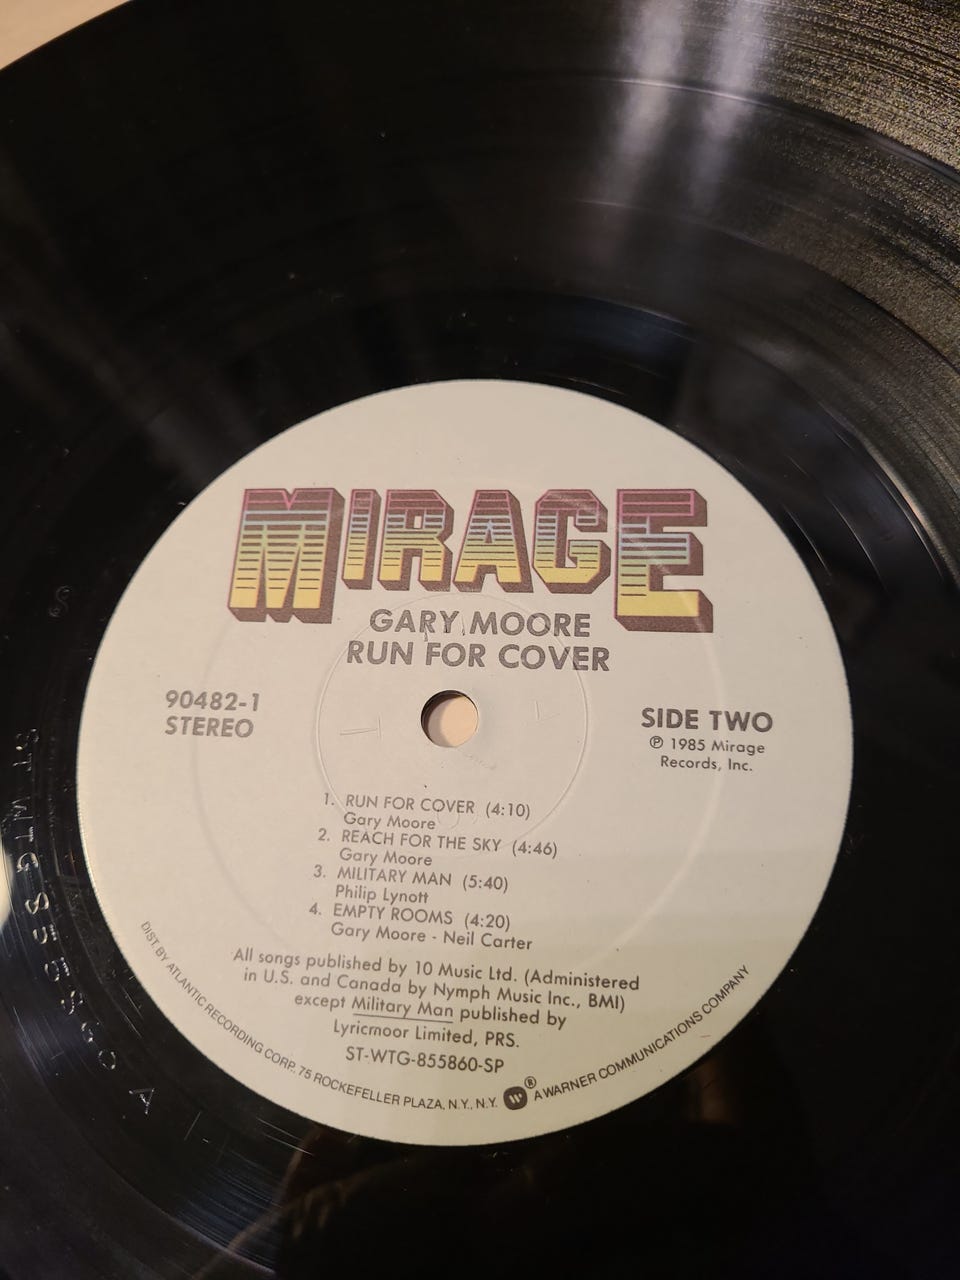 MIRAGE
GARY MOORE
RUN FOR COVER
90482-1
STEREO
SIDE TWO
℗ 1985 Mirage
Records, Inc.
1. RUN FOR COVER (4:10)
Gary Moore
2. REACH FOR THE SKY (4:46)
Gary Moore
3. MILITARY MAN (5:40)
Philip Lynott
4. EMPTY ROOMS (4:20)
Gary Moore - Neil Carter
All songs published by 10 Music Ltd. (Administered
in U.S. and Canada by Nymph Music Inc., BMI)
except Military Man published by
Lyricmoor Limited, PRS.
ST-WTG-855860-SP
DIST. BY ATLANTIC RECORDING CORP., 75 ROCKEFELLER PLAZA, N.Y., N.Y. W® A WARNER COMMUNICATIONS COMPANY